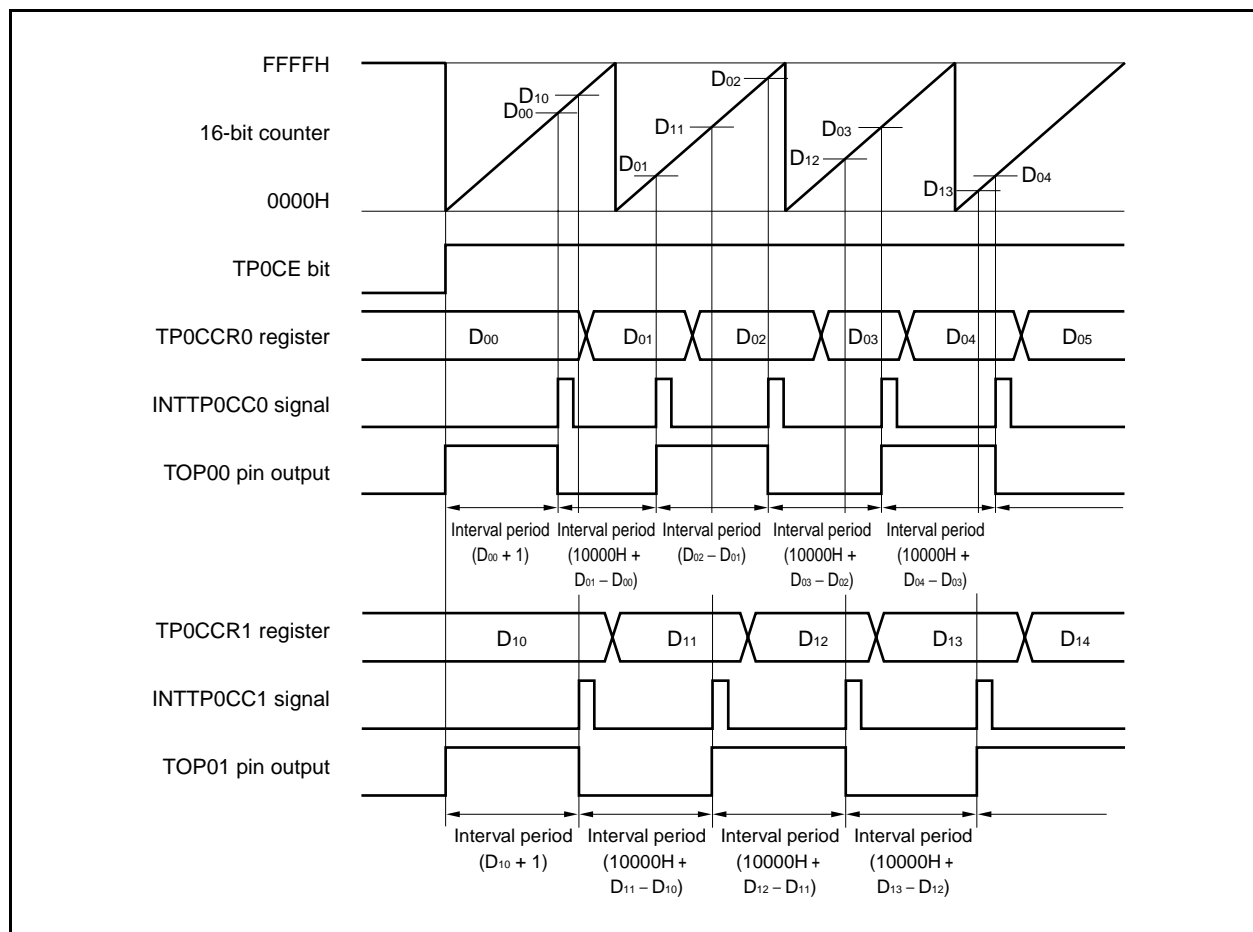 FFFFH
D10
D00
D02
16-bit counter
D11
D03
D01
D12
D13
D04
0000H
TP0CE bit
TP0CCR0 register
D00
D01
D02
D03
D04
D05
INTTP0CC0 signal
TOP00 pin output
Interval period
(D00 + 1)
Interval period
(10000H +
D01 – D00)
Interval period
(D02 – D01)
Interval period
(10000H +
D03 – D02)
Interval period
(10000H +
D04 – D03)
TP0CCR1 register
D10
D11
D12
D13
D14
INTTP0CC1 signal
TOP01 pin output
Interval period
(D10 + 1)
Interval period
(10000H +
D11 – D10)
Interval period
(10000H +
D12 – D11)
Interval period
(10000H +
D13 – D12)